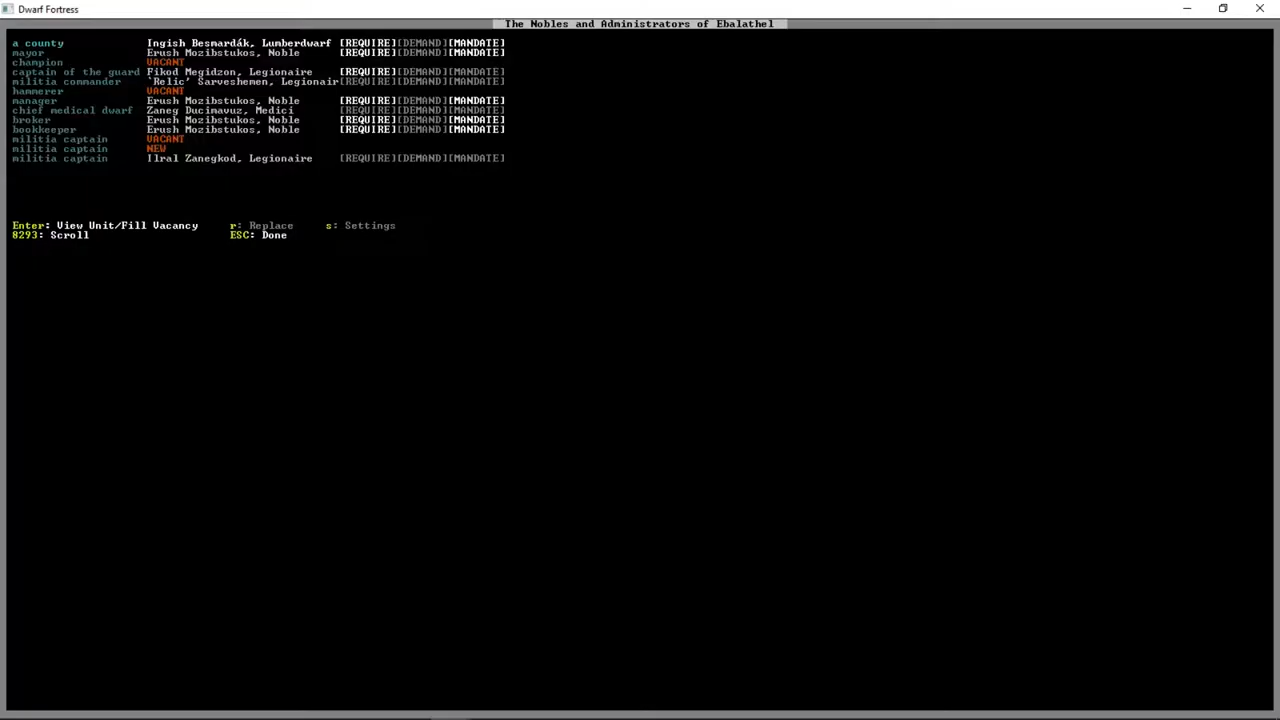 Dwarf Fortress
The Nobles and Administrators of Ebalathel
a county Ingish Besmardák, Lumberdwarf [REQUIRE][DEMAND][MANDATE]
mayor Erush Mozibstukos, Noble [REQUIRE][DEMAND][MANDATE]
champion VACANT
captain of the guard Fikod Megidzon, Legionaire [REQUIRE][DEMAND][MANDATE]
militia commander `Relic' Sarveshemen, Legionair[REQUIRE][DEMAND][MANDATE]
hammerer VACANT
manager Erush Mozibstukos, Noble [REQUIRE][DEMAND][MANDATE]
chief medical dwarf Zaneg Ducimavuz, Medici [REQUIRE][DEMAND][MANDATE]
broker Erush Mozibstukos, Noble [REQUIRE][DEMAND][MANDATE]
bookkeeper Erush Mozibstukos, Noble [REQUIRE][DEMAND][MANDATE]
militia captain VACANT
militia captain NEW
militia captain Ilral Zanegkod, Legionaire [REQUIRE][DEMAND][MANDATE]
Enter: View Unit/Fill Vacancy r: Replace s: Settings
8293: Scroll ESC: Done